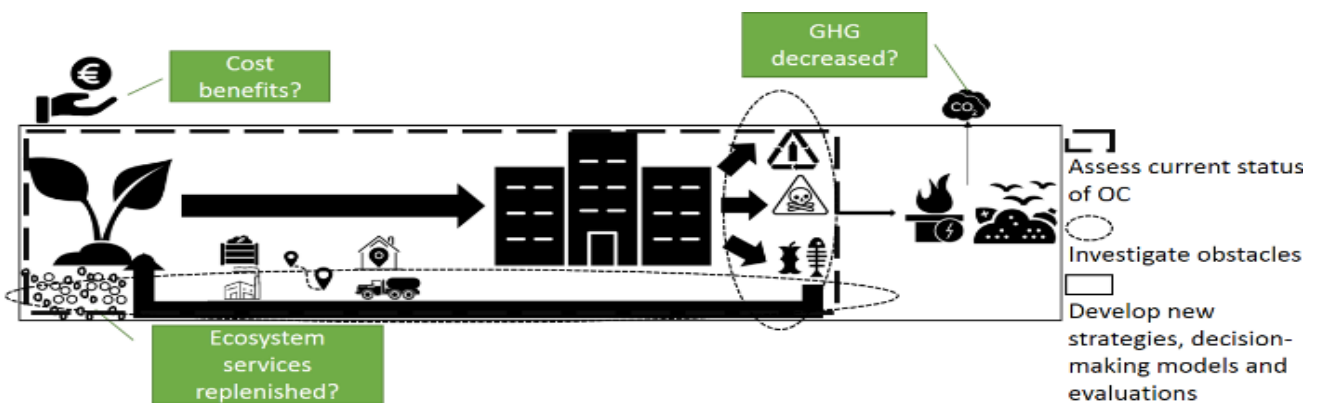 GHG
decreased?
Cost
benefits?
€
CO₂
Assess current status
of OC
Investigate obstacles
Develop new
strategies, decision-
making models and
evaluations
Ecosystem
services
replenished?